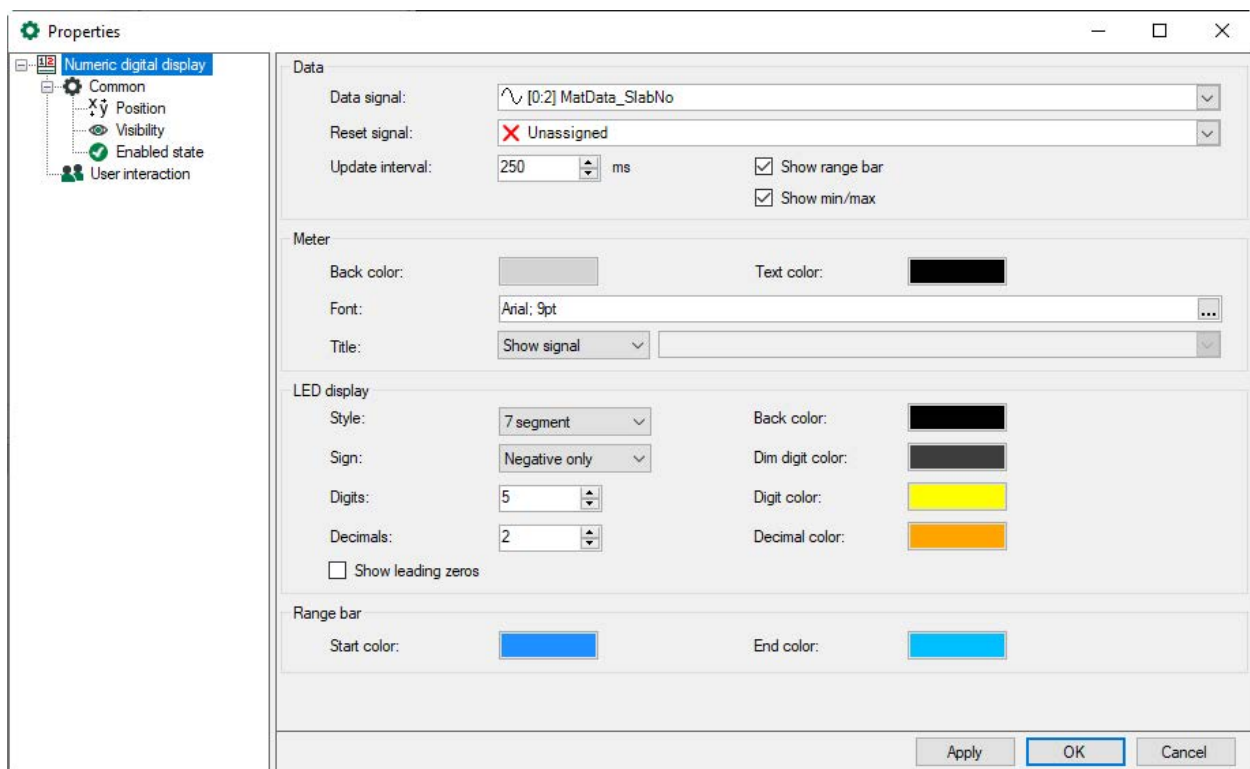 Properties
Numeric digital display
Common
Position
Visibility
Enabled state
User interaction
Data
Data signal: [0:2] MatData_SlabNo
Reset signal: Unassigned
Update interval: 250 ms Show range bar
Show min/max
Meter
Back color: Text color:
Font: Arial; 9pt ...
Title: Show signal
LED display
Style: 7 segment Back color:
Sign: Negative only Dim digit color:
Digits: 5 Digit color:
Decimals: 2 Decimal color:
Show leading zeros
Range bar
Start color: End color:
Apply OK Cancel